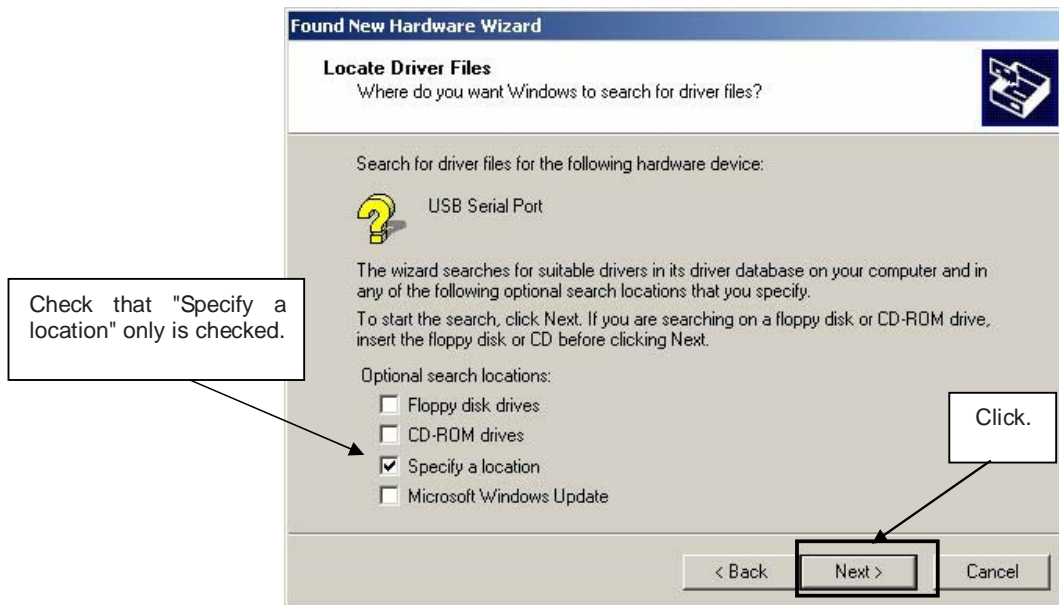 Found New Hardware Wizard
Locate Driver Files
Where do you want Windows to search for driver files?
Search for driver files for the following hardware device:
USB Serial Port
The wizard searches for suitable drivers in its driver database on your computer and in
any of the following optional search locations that you specify.
To start the search, click Next. If you are searching on a floppy disk or CD-ROM drive,
insert the floppy disk or CD before clicking Next.
Check that "Specify a
location" only is checked.
Optional search locations:
Floppy disk drives
CD-ROM drives
Specify a location
Microsoft Windows Update
Click.
< Back
Next >
Cancel